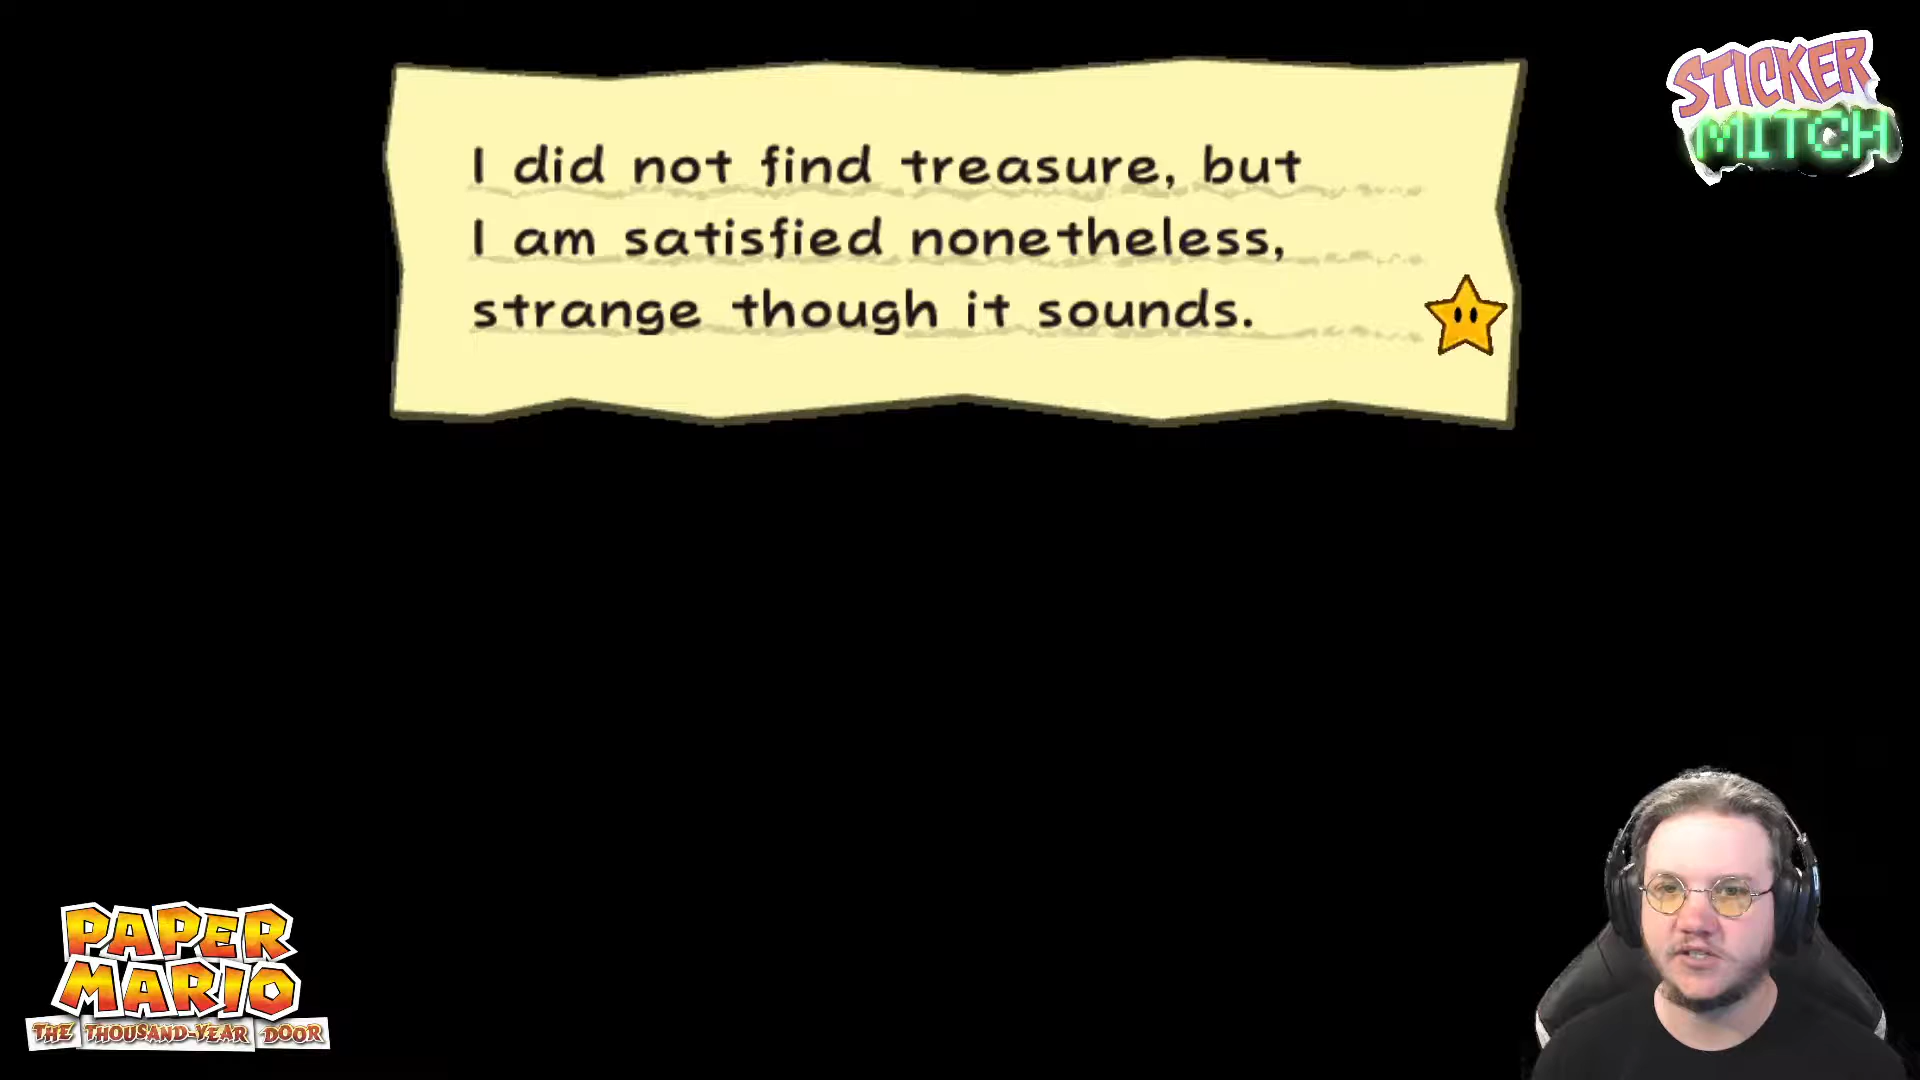 I did not find treasure, but
I am satisfied nonetheless,
strange though it sounds.
STICKER
MITCH
PAPER
MARIO
THE THOUSAND-YEAR DOOR